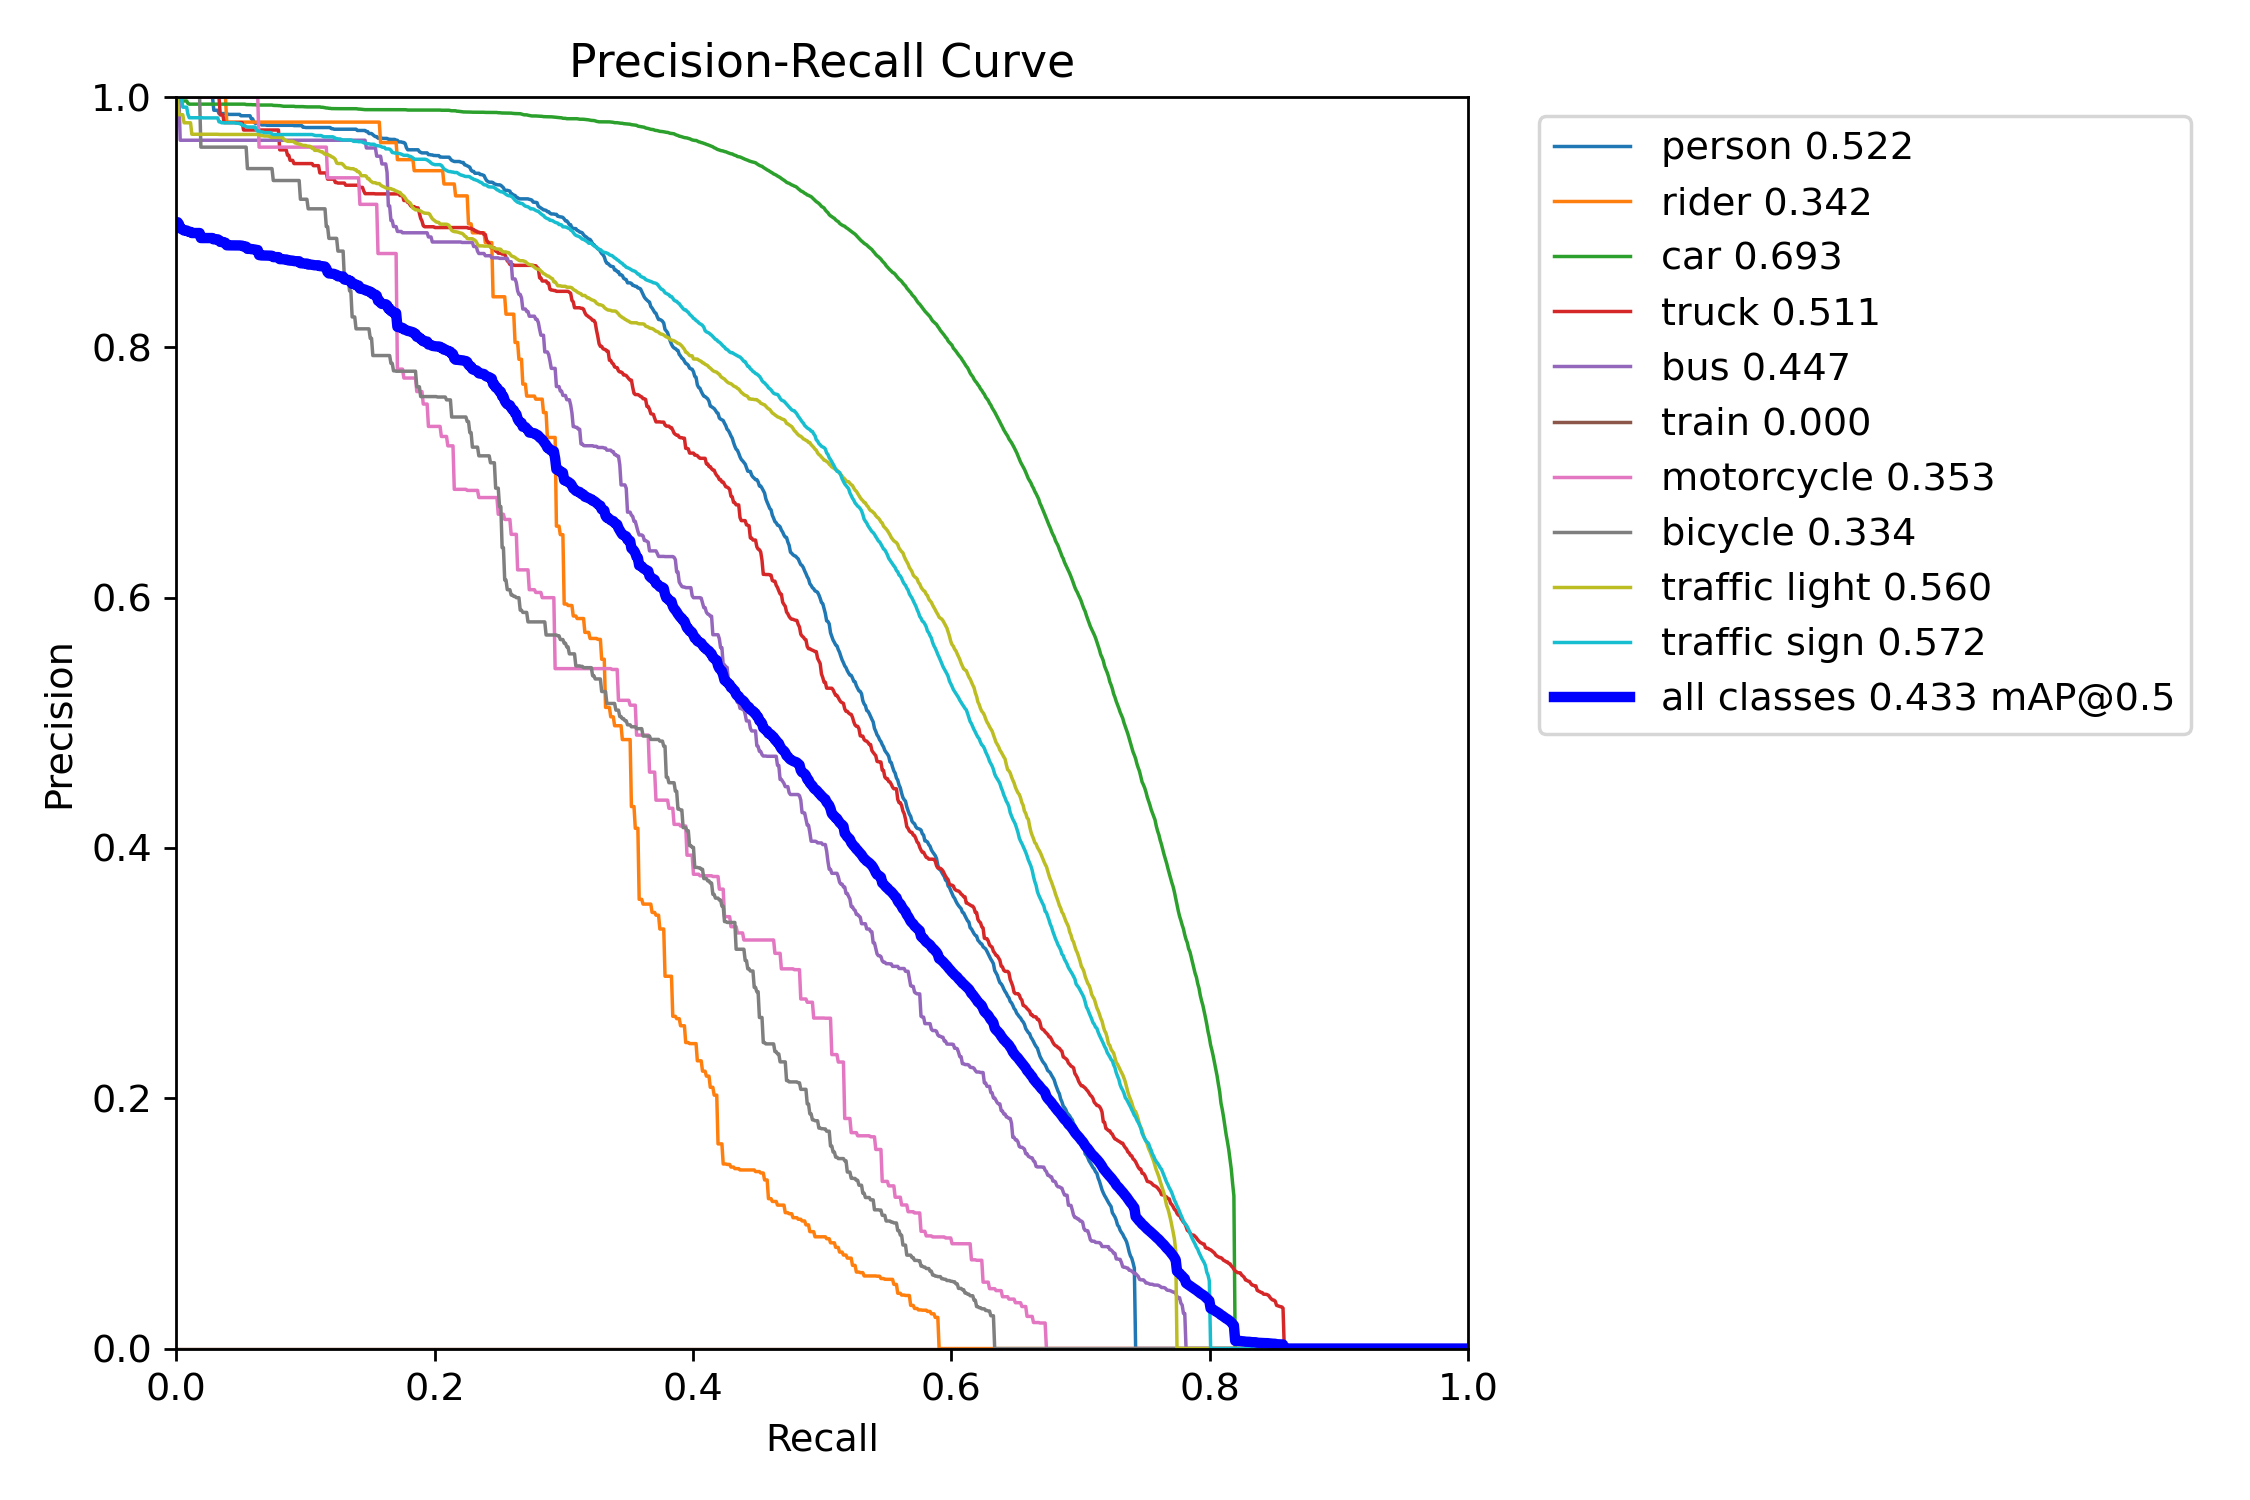 Precision-Recall Curve
1.0
0.8
0.6
0.4
0.2
0.0
Precision
0.0 0.2 0.4 0.6 0.8 1.0
Recall
person 0.522
rider 0.342
car 0.693
truck 0.511
bus 0.447
train 0.000
motorcycle 0.353
bicycle 0.334
traffic light 0.560
traffic sign 0.572
all classes 0.433 mAP@0.5